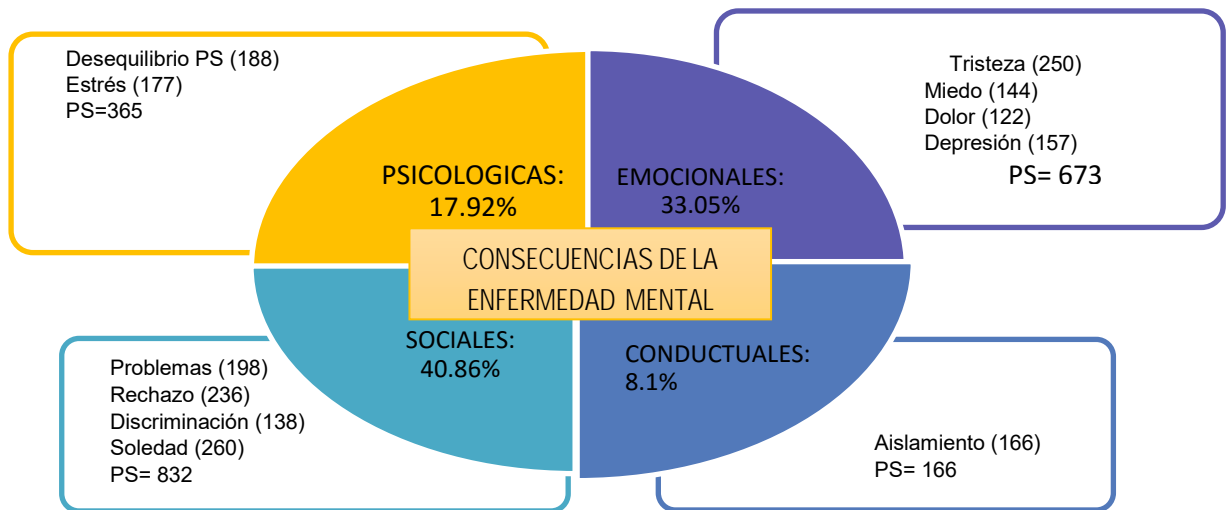 Desequilibrio PS (188)
Estrés (177)
PS=365
Tristeza (250)
Miedo (144)
Dolor (122)
Depresión (157)
PS= 673
PSICOLOGICAS:
17.92%
EMOCIONALES:
33.05%
CONSECUENCIAS DE LA
ENFERMEDAD MENTAL
SOCIALES:
40.86%
CONDUCTUALES:
8.1%
Problemas (198)
Rechazo (236)
Discriminación (138)
Soledad (260)
PS= 832
Aislamiento (166)
PS= 166